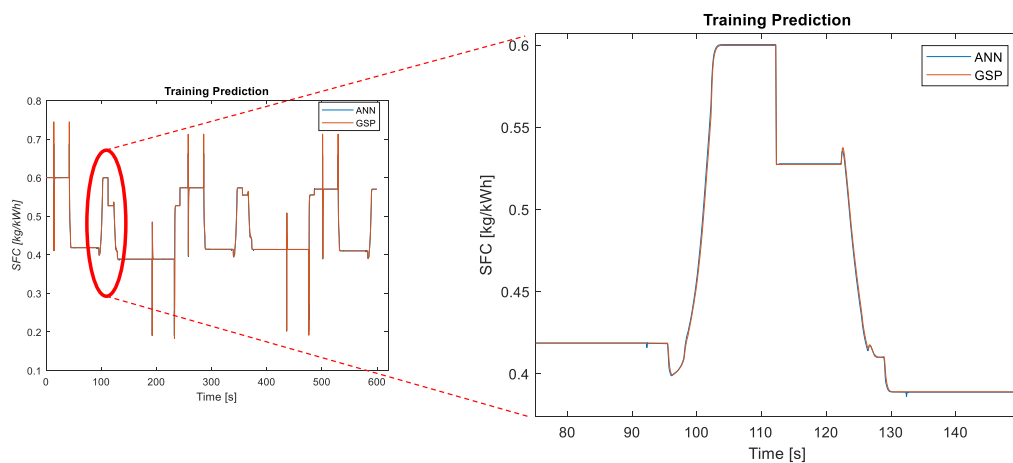 Training Prediction
ANN
GSP
0.8
0.7
0.6
0.5
0.4
0.3
0.2
0.1
SFC [kg/kWh]
0 100 200 300 400 500 600
Time [s]
Training Prediction
ANN
GSP
0.6
0.55
0.5
0.45
0.4
SFC [kg/kWh]
80 90 100 110 120 130 140
Time [s]